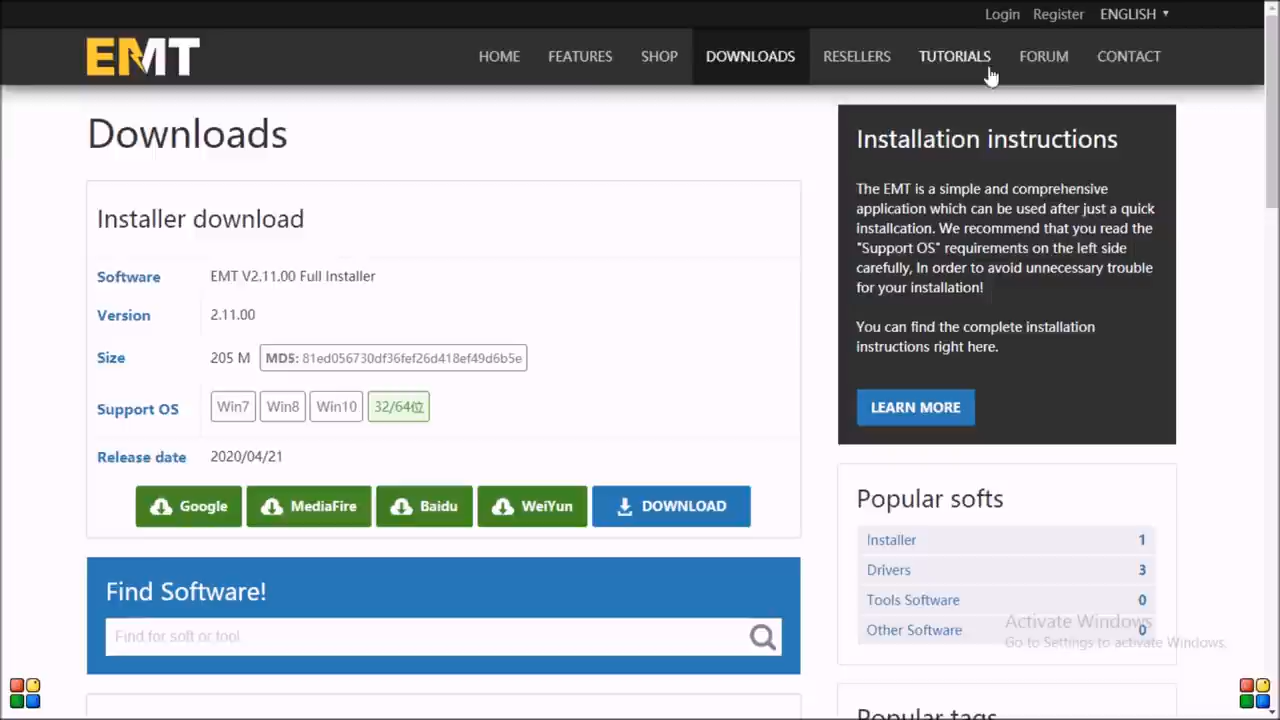 Login Register ENGLISH
EMT
HOME FEATURES SHOP DOWNLOADS RESELLERS TUTORIALS FORUM CONTACT
Downloads
Installer download
Software EMT V2.11.00 Full Installer
Version 2.11.00
Size 205 M MD5: 81ed056730df36fef26d418ef49d6b5e
Support OS Win7 Win8 Win10 32/64位
Release date 2020/04/21
Google MediaFire Baidu WeiYun DOWNLOAD
Find Software!
Find for soft or tool
Installation instructions
The EMT is a simple and comprehensive
application which can be used after just a quick
installcation. We recommend that you read the
"Support OS" requirements on the left side
carefully, In order to avoid unnecessary trouble
for your installation!
You can find the complete installation
instructions right here.
LEARN MORE
Popular softs
Installer 1
Drivers 3
Tools Software 0
Other Software 0
Activate Windows
Go to Settings to activate Windows.
Popular tags